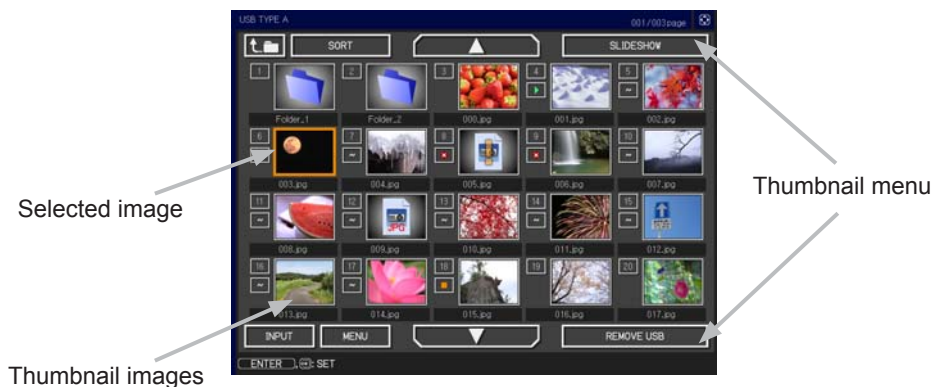 USB TYPE A 001/003page
SORT SLIDESHOW
1 2 3 4 5
Folder_1 Folder_2 000.jpg 001.jpg 002.jpg
6 7 8 9 10
003.jpg 004.jpg 005.jpg 006.jpg 007.jpg
Selected image
Thumbnail menu
11 12 13 14 15
JPG
008.jpg 009.jpg 010.jpg 011.jpg 012.jpg
16 17 18 19 20
013.jpg 014.jpg 015.jpg 016.jpg 017.jpg
INPUT MENU REMOVE USB
ENTER , : SET
Thumbnail images